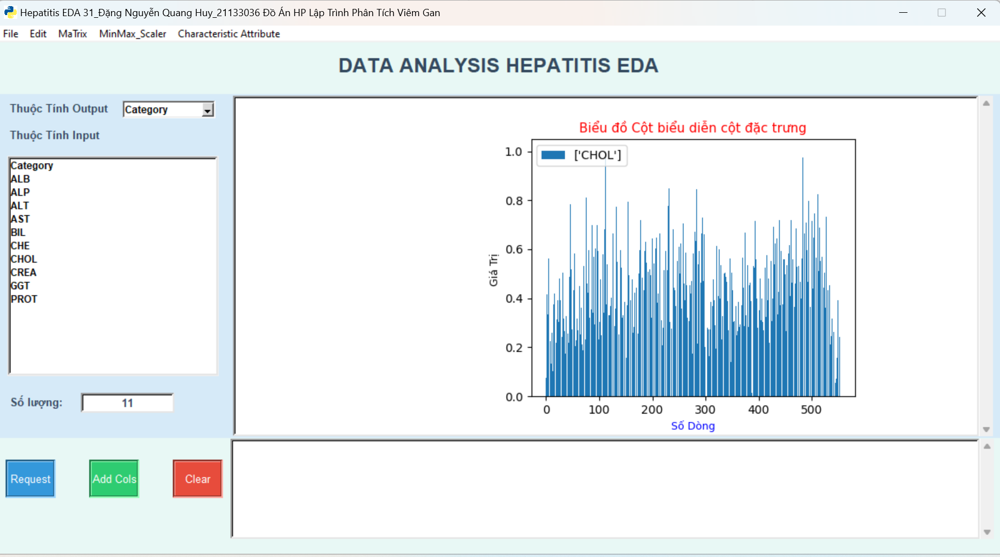 Hepatitis EDA 31_Đặng Nguyễn Quang Huy_21133036 Đồ Án HP Lập Trình Phân Tích Viêm Gan
File Edit MaTrix MinMax_Scaler Characteristic Attribute
DATA ANALYSIS HEPATITIS EDA
Thuộc Tính Output Category
Thuộc Tính Input
Category
ALB
ALP
ALT
AST
BIL
CHE
CHOL
CREA
GGT
PROT
Số lượng: 11
Request Add Cols Clear
Biểu đồ Cột biểu diễn cột đặc trưng
['CHOL']
1.0
0.8
0.6
0.4
0.2
0.0
Giá Trị
0 100 200 300 400 500
Số Dòng